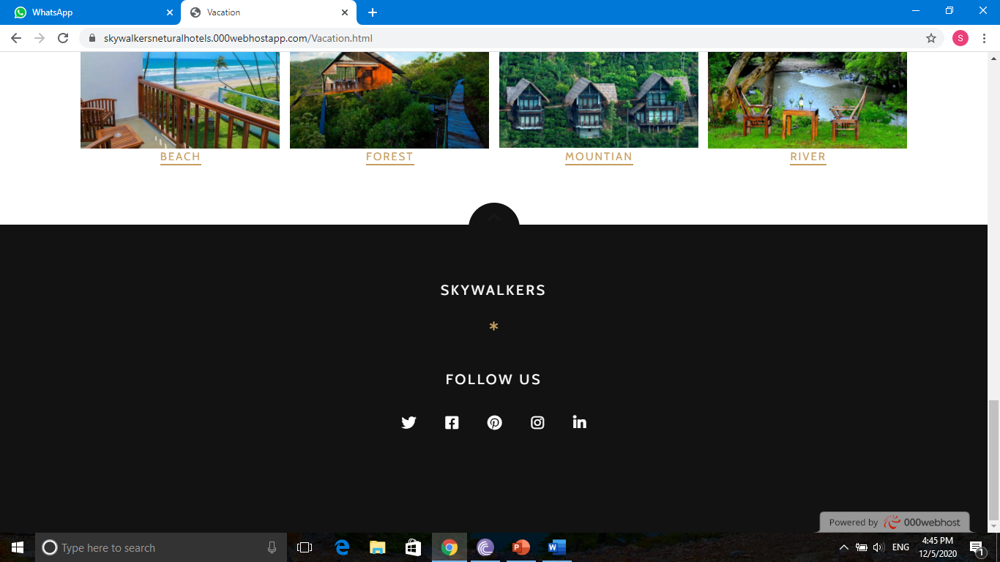 WhatsApp
Vacation
skywalkersneturalhotels.000webhostapp.com/Vacation.html
S
BEACH
FOREST
MOUNTIAN
RIVER
SKYWALKERS
*
FOLLOW US
Powered by 000webhost
Type here to search
ENG
4:45 PM
12/5/2020
1